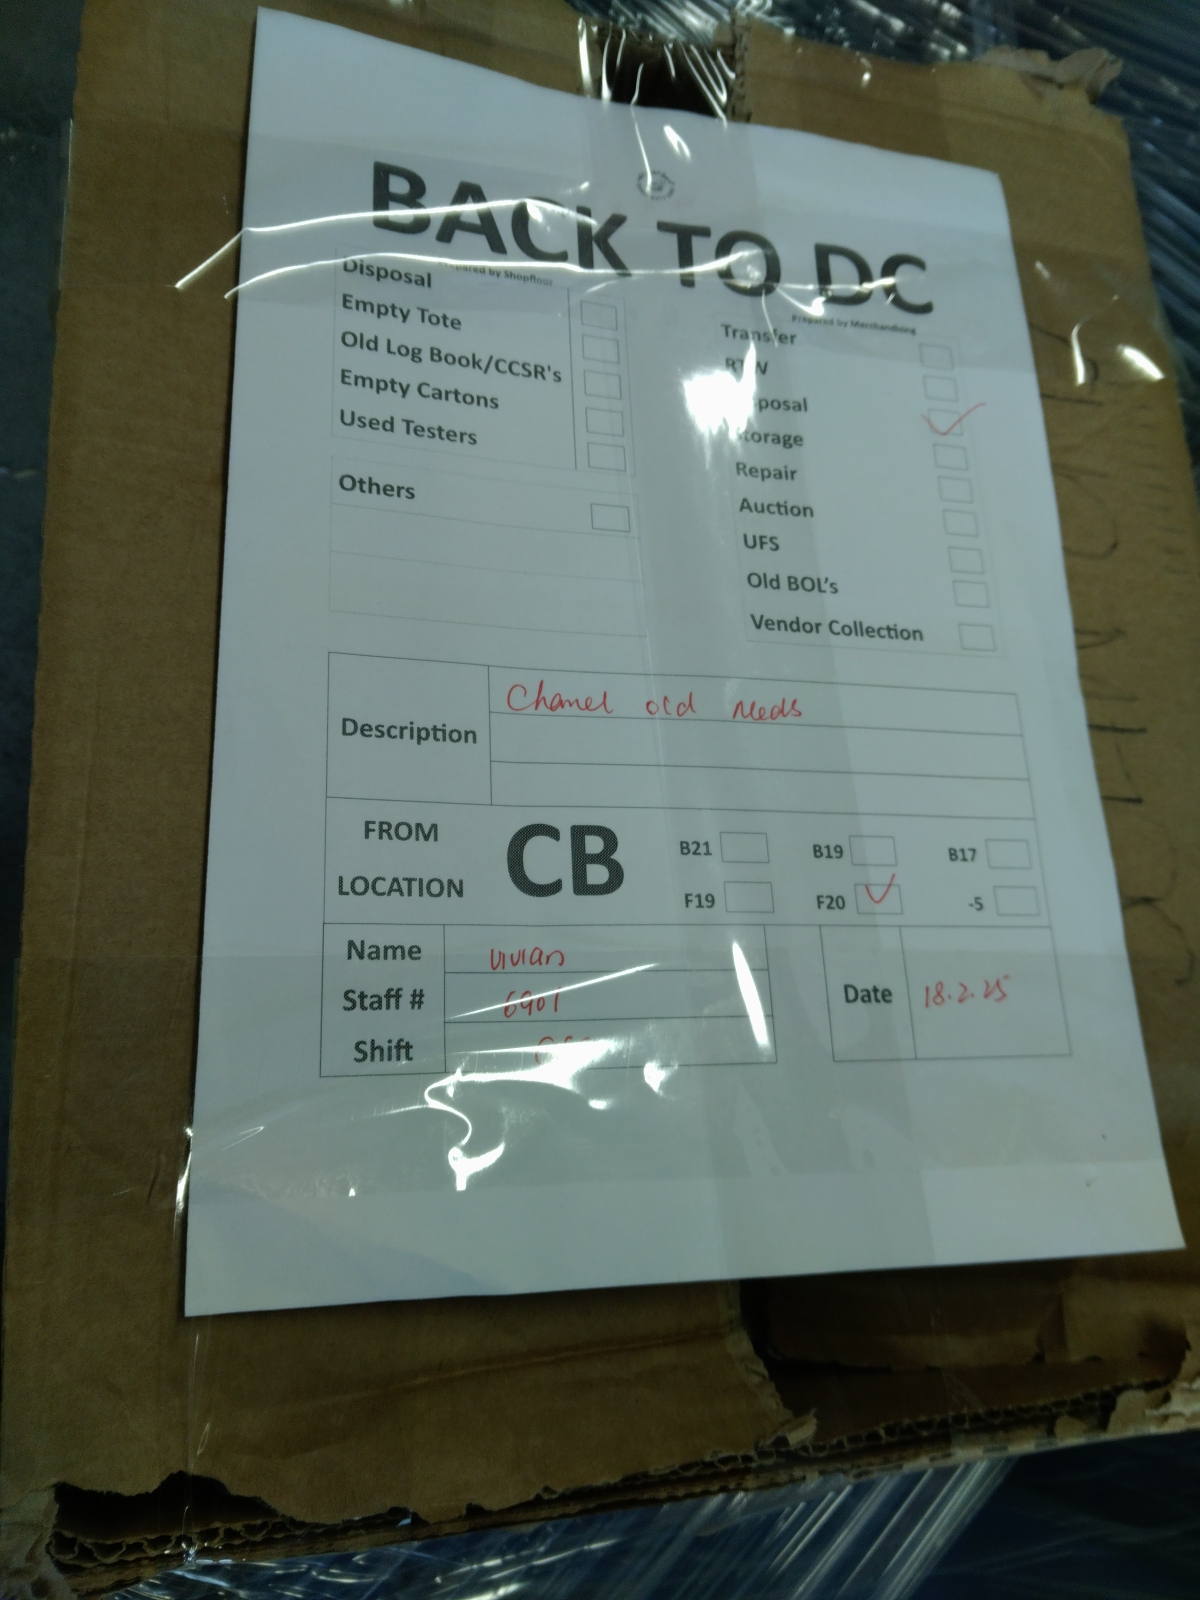 BACK TO DC
Prepared by Shopfloor
Disposal
Empty Tote
Old Log Book/CCSR's
Empty Cartons
Used Testers
Others
Prepared by Merchandising
Transfer
Storage
Repair
Auction
UFS
Old BOL's
Vendor Collection
Description
Chanel old
FROM
LOCATION
CB
B21
B19
B17
F19
F20
-5
Name
Vivian
Staff #
6901
Shift
Date
18.2.25